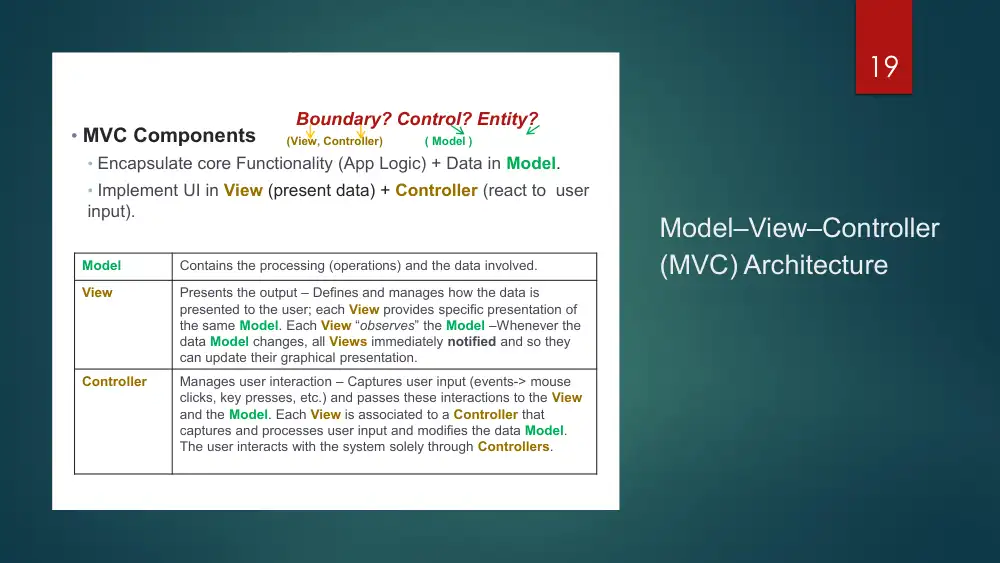 19
Boundary? Control? Entity?
• MVC Components
(View, Controller)
( Model )
• Encapsulate core Functionality (App Logic) + Data in Model.
• Implement UI in View (present data) + Controller (react to user
input).
Model
Contains the processing (operations) and the data involved.
View
Presents the output – Defines and manages how the data is
presented to the user; each View provides specific presentation of
the same Model. Each View “observes” the Model –Whenever the
data Model changes, all Views immediately notified and so they
can update their graphical presentation.
Controller
Manages user interaction – Captures user input (events-> mouse
clicks, key presses, etc.) and passes these interactions to the View
and the Model. Each View is associated to a Controller that
captures and processes user input and modifies the data Model.
The user interacts with the system solely through Controllers.
Model–View–Controller
(MVC) Architecture